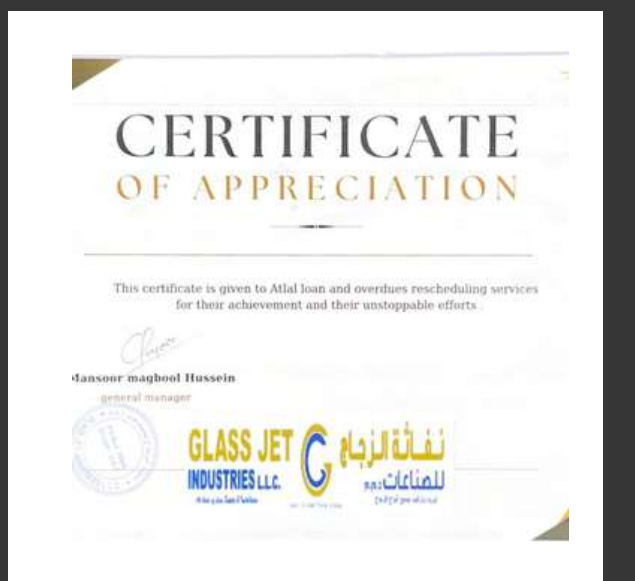 CERTIFICATE
OF APPRECIATION
This certificate is given to Atlal loan and overdues rescheduling services
for their achievement and their unstoppable efforts .
Mansoor maqbool Hussein
general manager
GLASS JET
INDUSTRIES L.L.C.
نفاثة الزجاج
للصناعات ذ.م.م